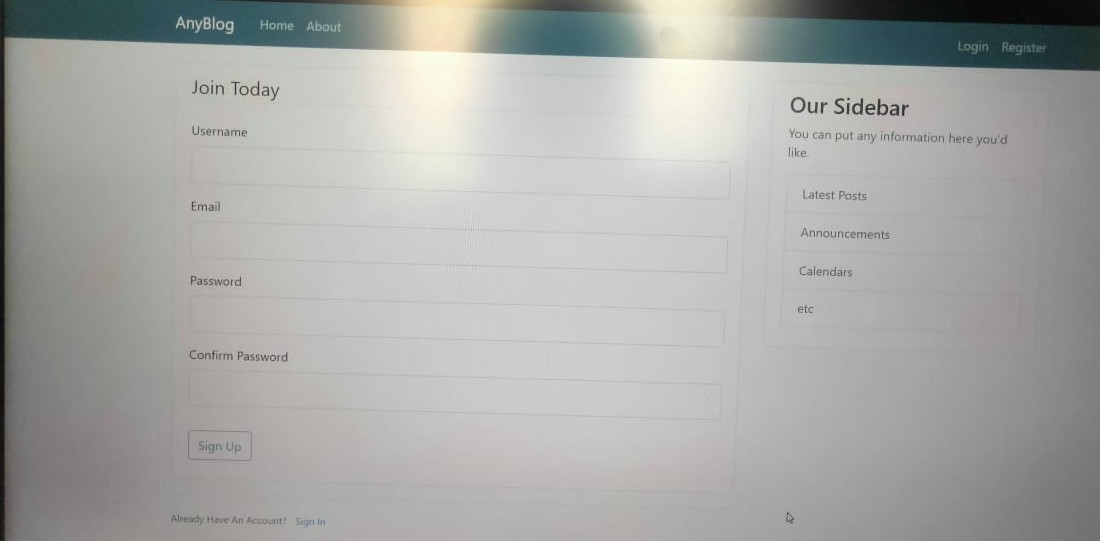 AnyBlog Home About
Login Register
Join Today
Username
Email
Password
Confirm Password
Sign Up
Already Have An Account? Sign In
Our Sidebar
You can put any information here you'd
like.
Latest Posts
Announcements
Calendars
etc